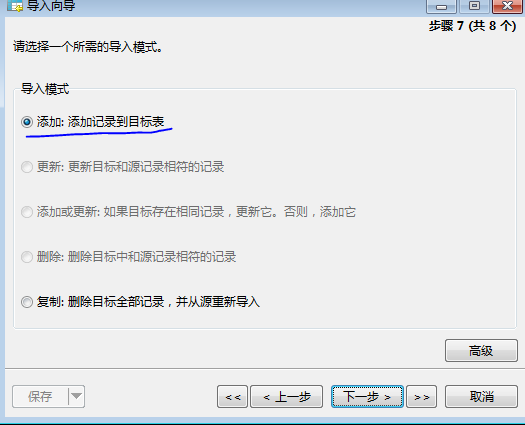 导入向导
步骤 7 (共 8 个)
请选择一个所需的导入模式。
导入模式
添加: 添加记录到目标表
更新: 更新目标和源记录相符的记录
添加或更新: 如果目标存在相同记录，更新它。否则，添加它
删除: 删除目标中和源记录相符的记录
复制: 删除目标全部记录，并从源重新导入
高级
保存 << < 上一步 下一步 > >> 取消